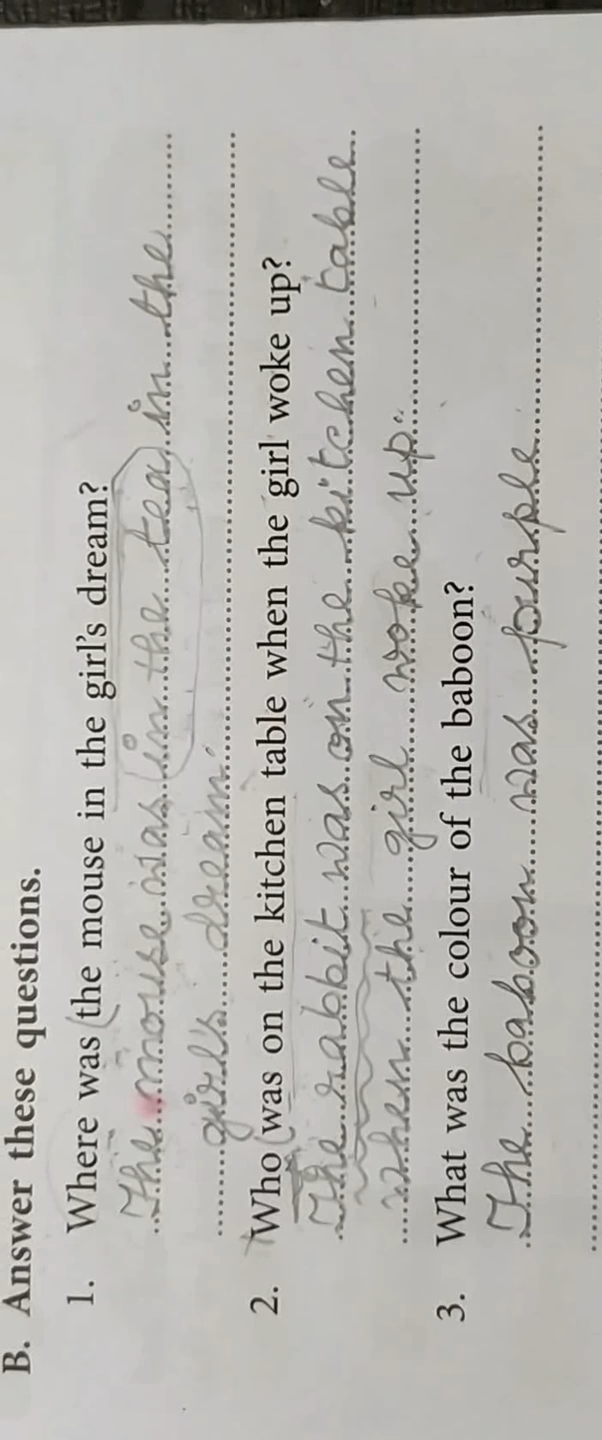 B. Answer these questions.
1. Where was the mouse in the girl's dream?
The mouse was in the tea in the
girl's dream.
2. Who was on the kitchen table when the girl woke up?
The rabbit was on the kitchen table
when the girl woke up.
3. What was the colour of the baboon?
The baboon was purple